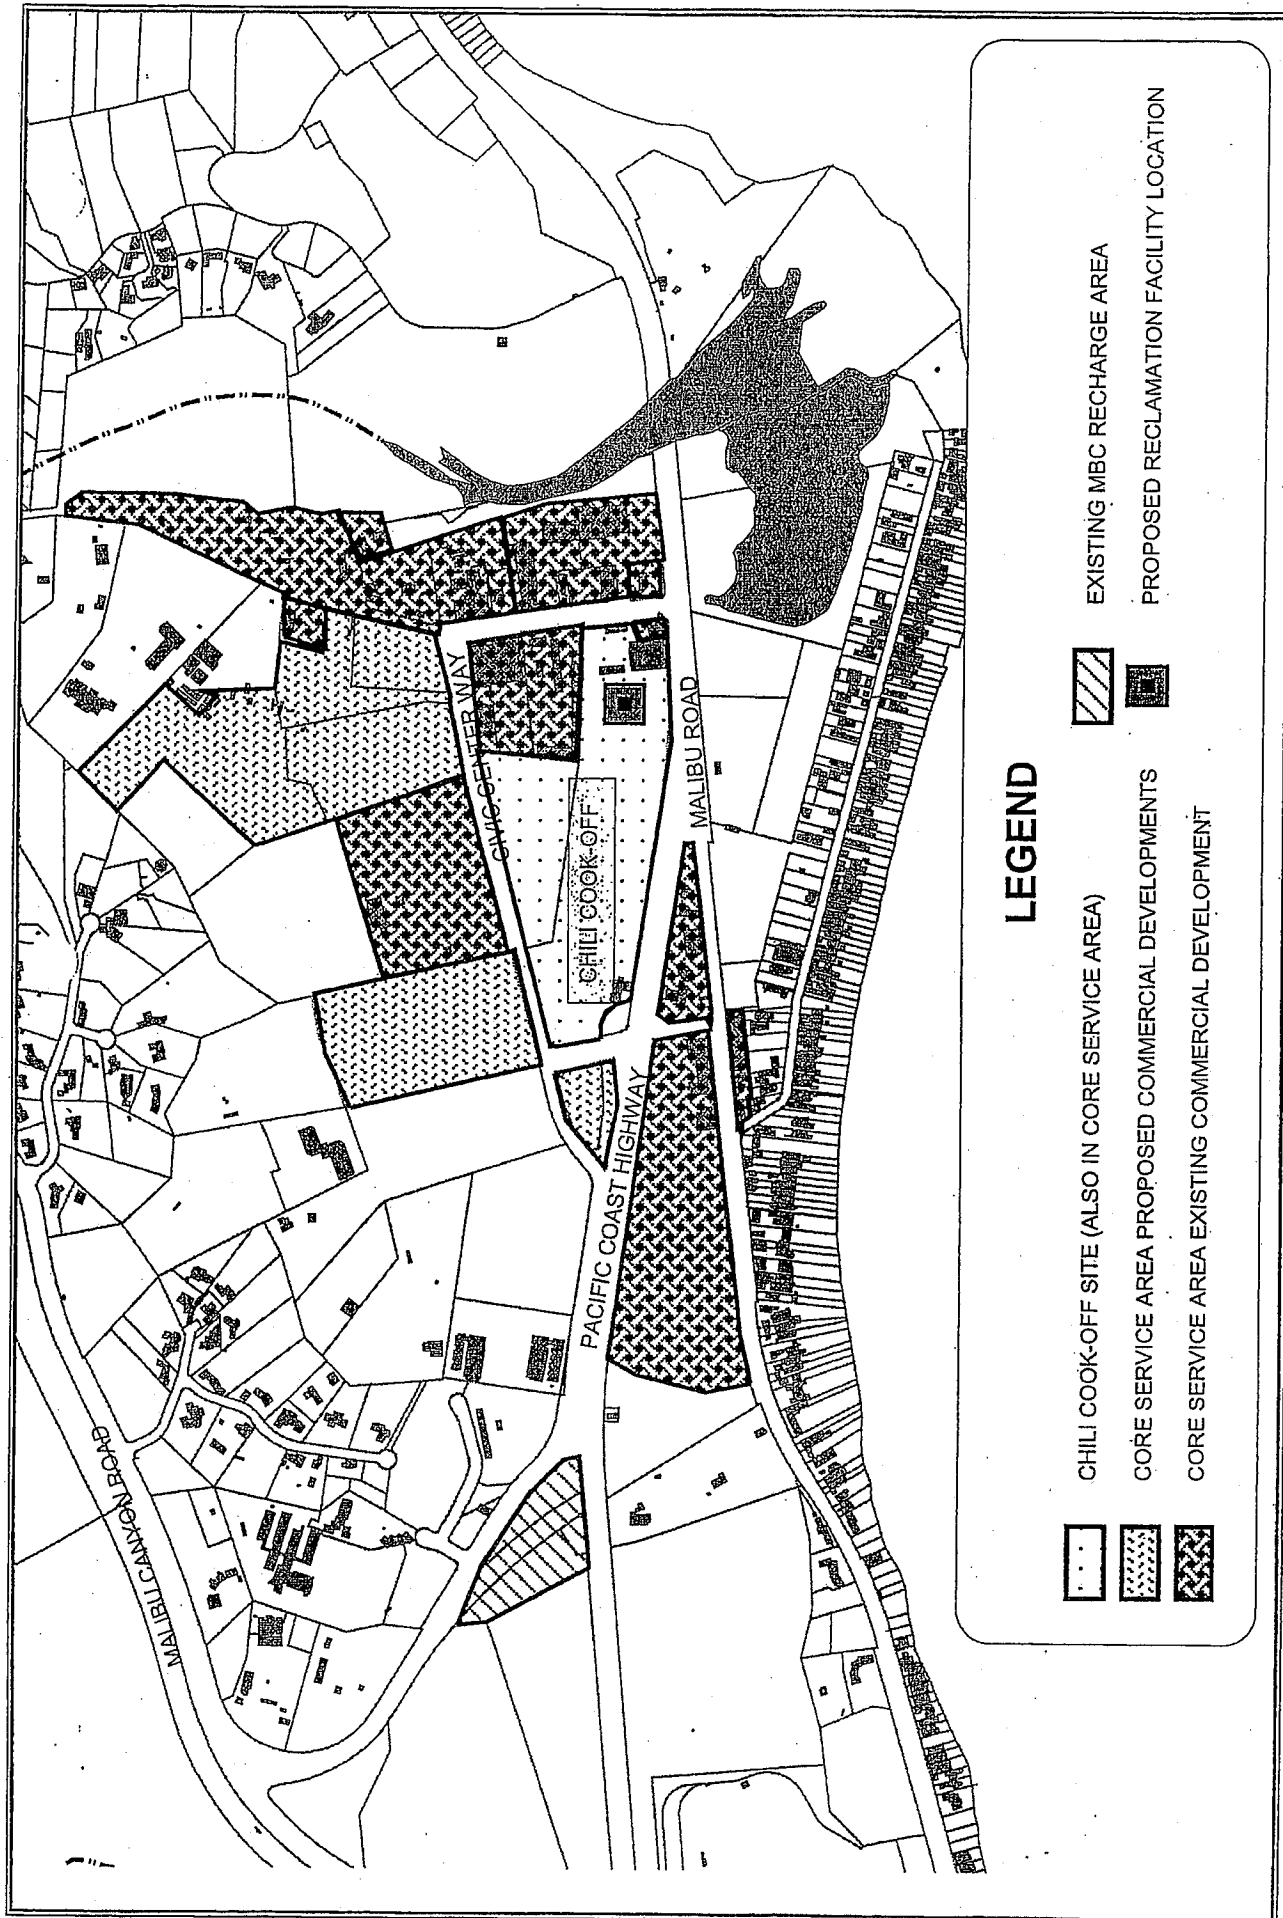 MALIBU CANYON ROAD
PACIFIC COAST HIGHWAY
CIVIC CENTER WAY
CHILI COOK-OFF
MALIBU ROAD
LEGEND
CHILI COOK-OFF SITE (ALSO IN CORE SERVICE AREA)
CORE SERVICE AREA PROPOSED COMMERCIAL DEVELOPMENTS
CORE SERVICE AREA EXISTING COMMERCIAL DEVELOPMENT
EXISTING MBC RECHARGE AREA
PROPOSED RECLAMATION FACILITY LOCATION